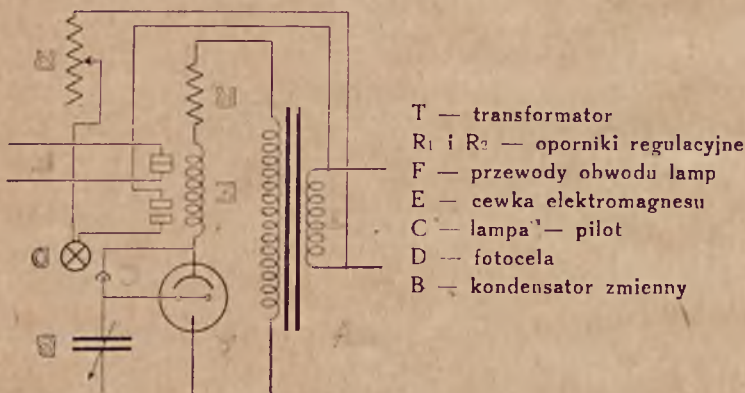 T — transformator
R₁ i R₂ — oporniki regulacyjne
F — przewody obwodu lamp
E — cewka elektromagnesu
C — lampa — pilot
D — fotocela
B — kondensator zmienny